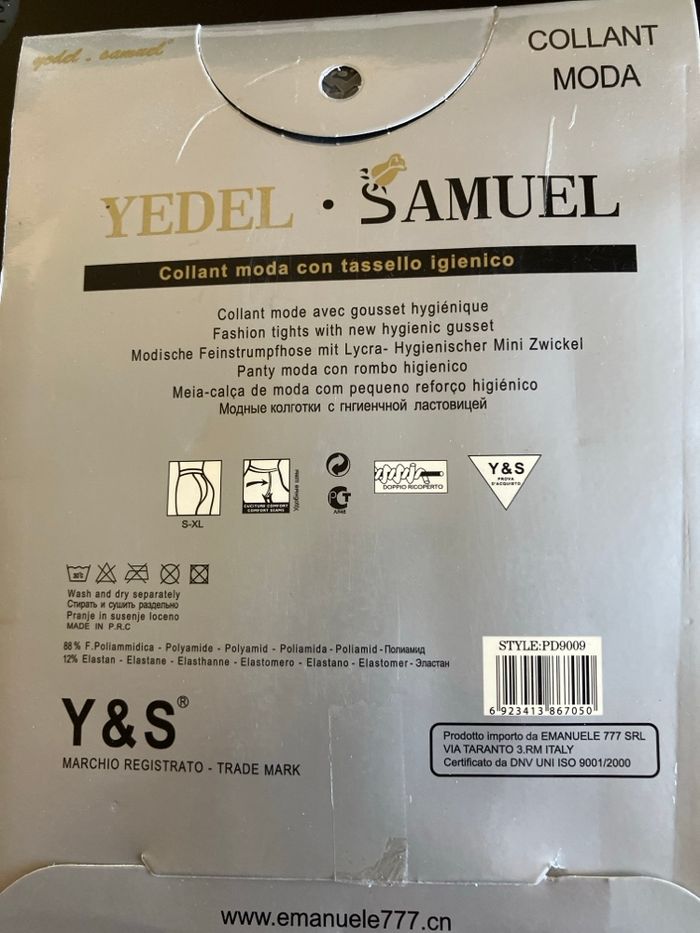 yedel . samuel
COLLANT
MODA
YEDEL · SAMUEL
Collant moda con tassello igienico
Collant mode avec gousset hygiénique
Fashion tights with new hygienic gusset
Modische Feinstrumpfhose mit Lycra- Hygienischer Mini Zwickel
Panty moda con rombo higienico
Meia-calça de moda com pequeno reforço higiénico
Модные колготки с гнгиенчной ластовицей
S-XL
CUCITURE COMFORT
COMFORT SEAMS
РСТ
DOPPIO RICOPERTO
Y&S
PROVA
D'ACQUISTO
30°C
Wash and dry separately
Стирать и сушить раздельно
Pranje in susenje loceno
MADE IN P.R.C
88% F.Poliammidica - Polyamide - Polyamid - Poliamida - Poliamid - Полиамид
12% Elastan - Elastane - Elasthanne - Elastomero - Elastano - Elastomer - Эластан
STYLE:PD9009
6 923413 867050
Y&S®
MARCHIO REGISTRATO - TRADE MARK
Prodotto importo da EMANUELE 777 SRL
VIA TARANTO 3.RM ITALY
Certificato da DNV UNI ISO 9001/2000
www.emanuele777.cn